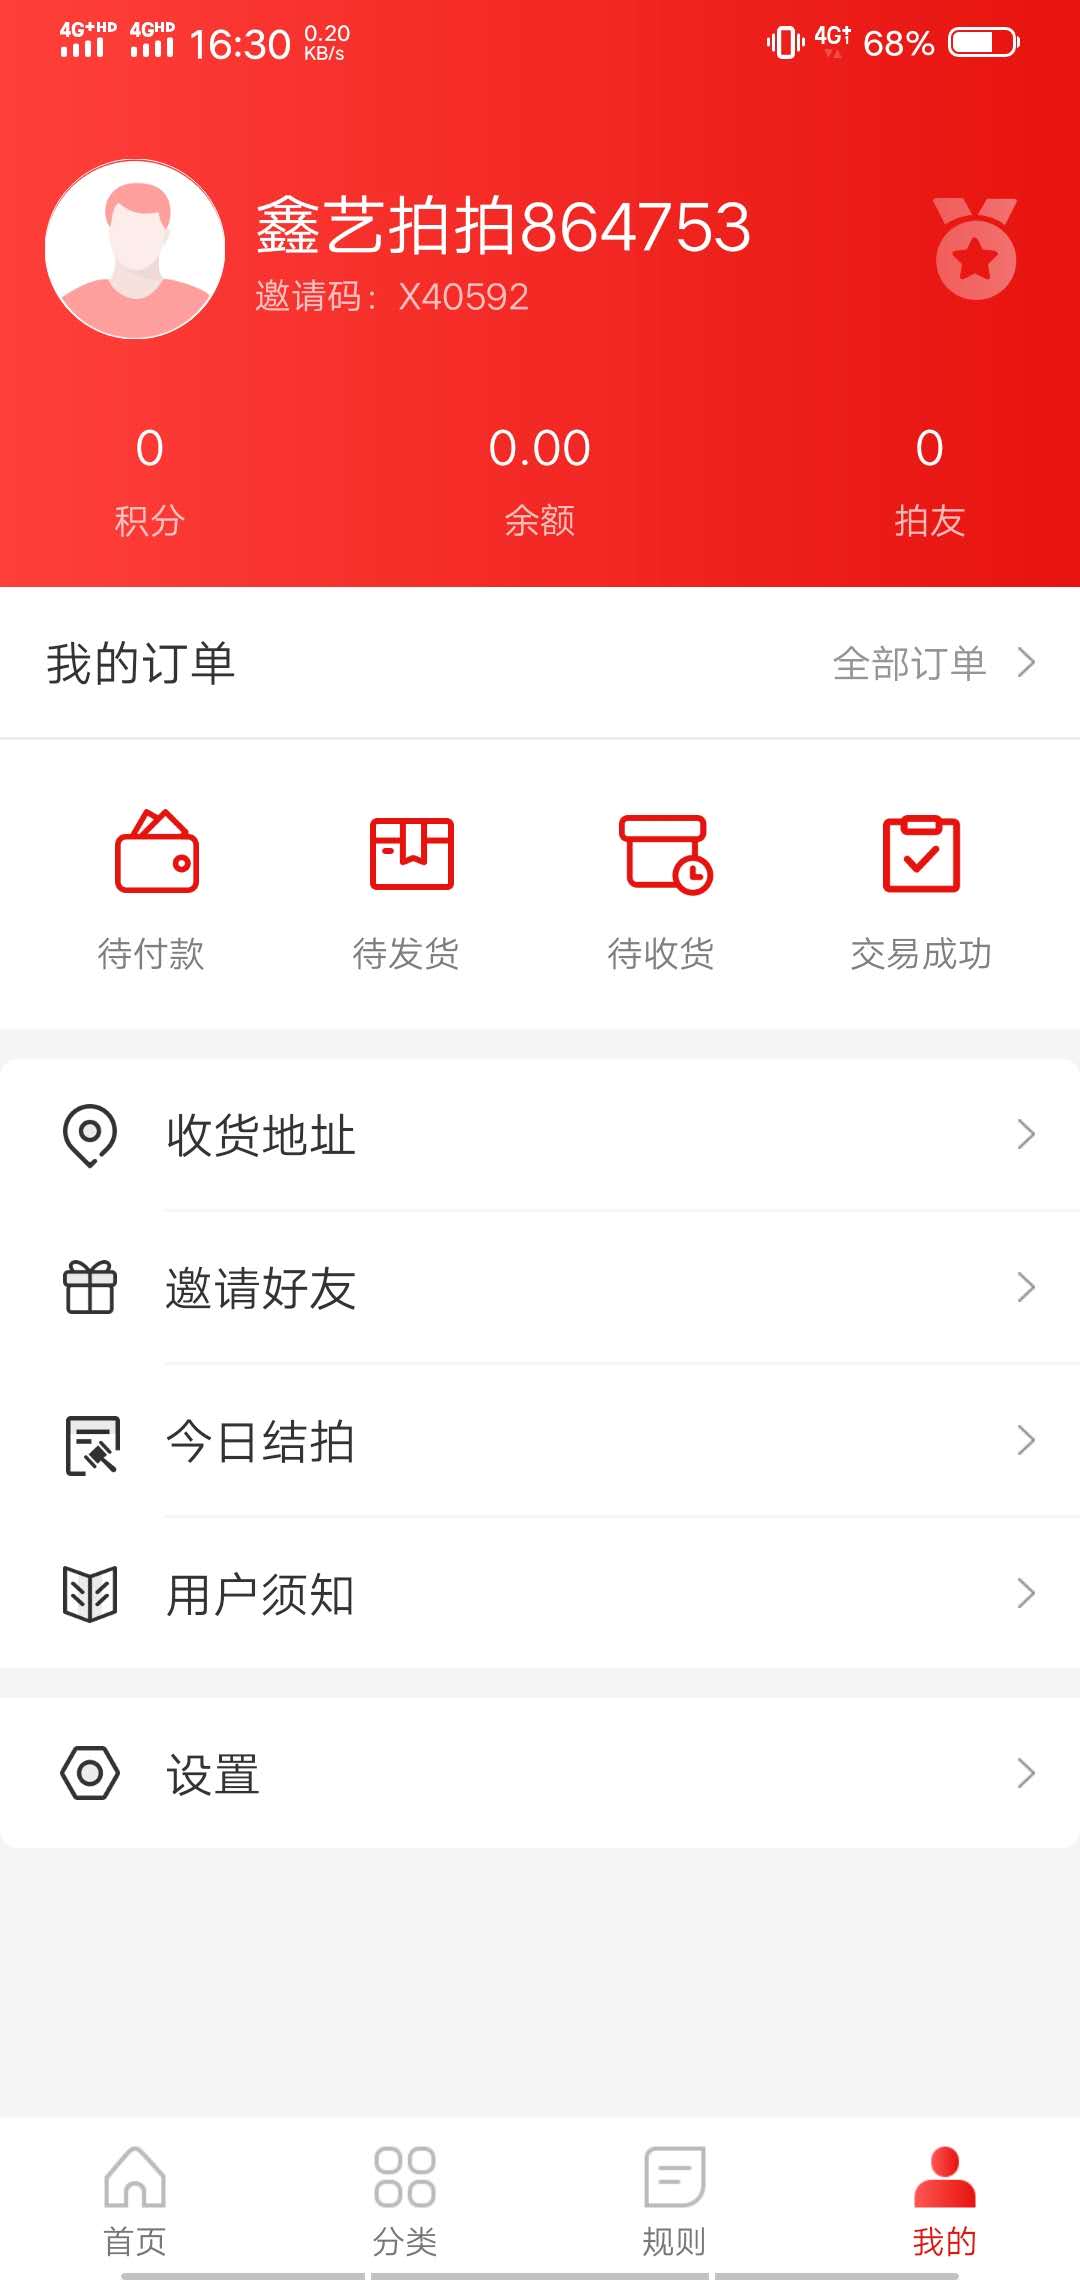 4G+HD 4GHD 16:30 0.20 KB/s 4G+ 68%
鑫艺拍拍864753
邀请码：X40592
0 0.00 0
积分 余额 拍友
我的订单 全部订单
待付款 待发货 待收货 交易成功
收货地址
邀请好友
今日结拍
用户须知
设置
首页 分类 规则 我的